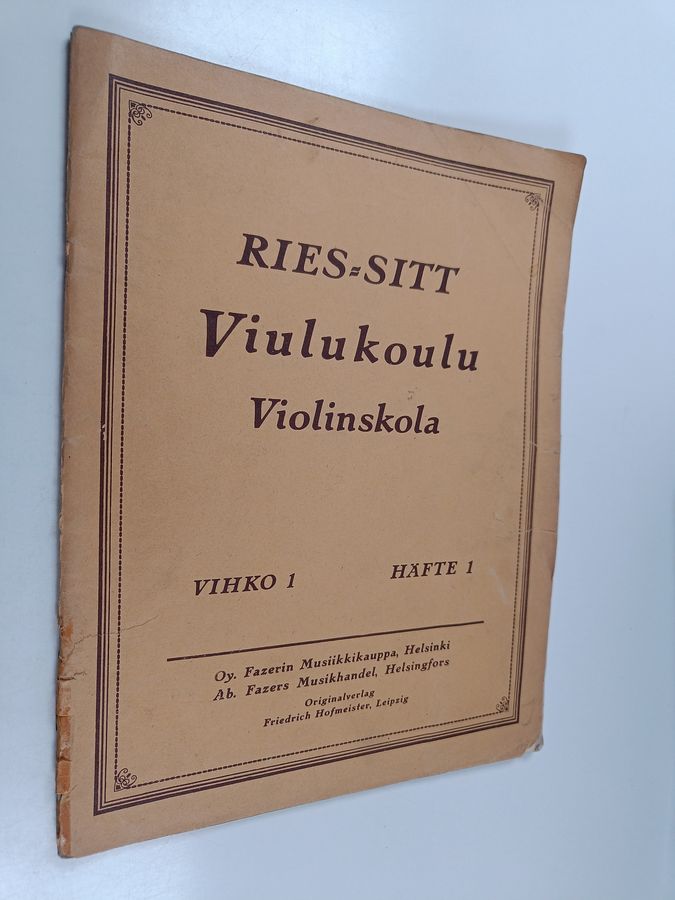 RIES=SITT
Viulukoulu
Violinskola
VIHKO 1 HÄFTE 1
Oy. Fazerin Musiikkikauppa, Helsinki
Ab. Fazers Musikhandel, Helsingfors
Originalverlag
Friedrich Hofmeister, Leipzig